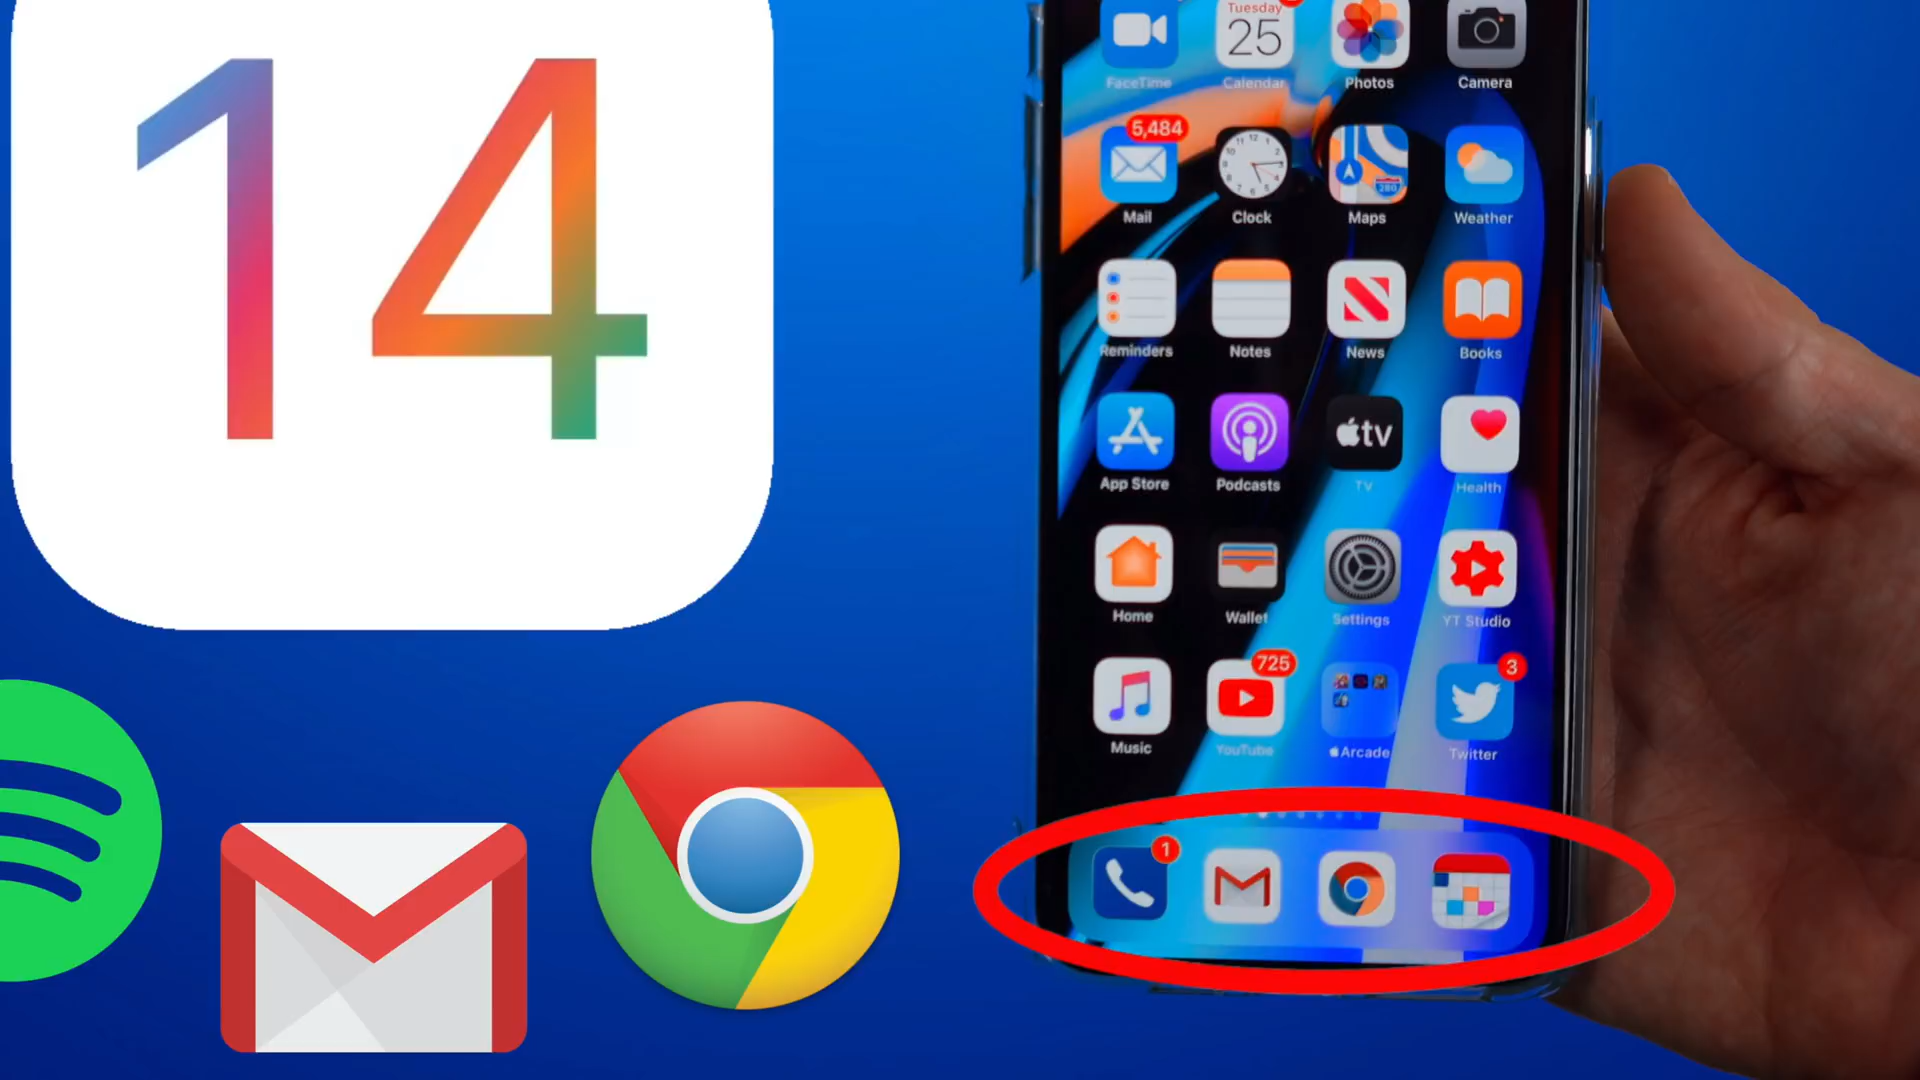 14
Tuesday
25
FaceTime
Calendar
Photos
Camera
5,484
Mail
Clock
Maps
Weather
280
Reminders
Notes
News
Books
tv
App Store
Podcasts
TV
Health
Home
Wallet
Settings
YT Studio
725
3
Music
YouTube
Arcade
Twitter
1